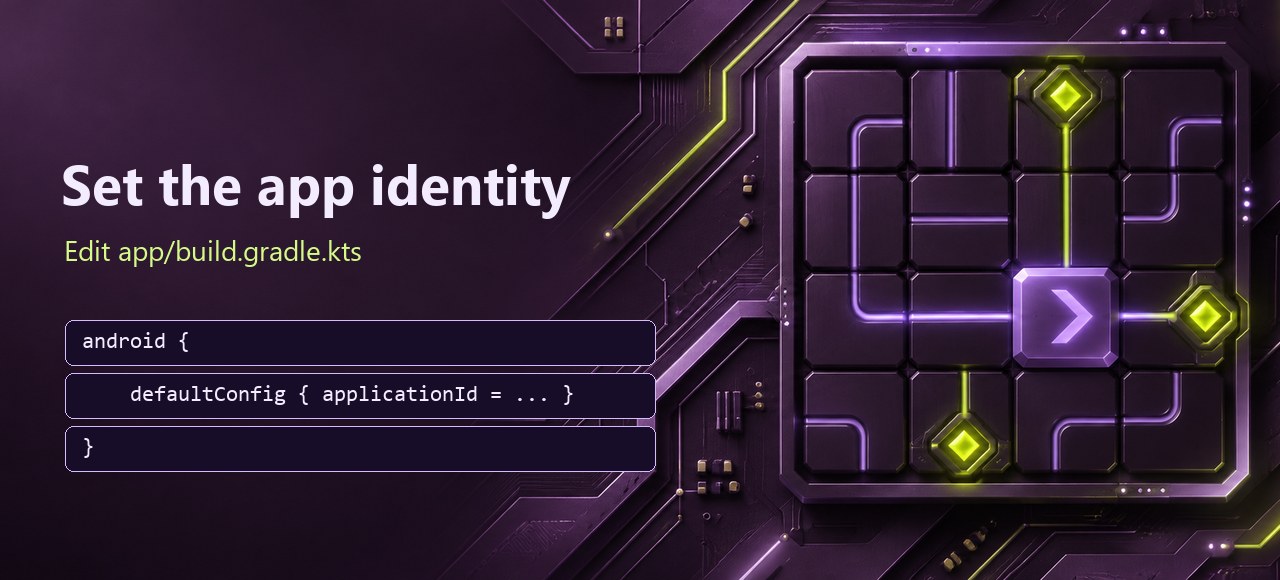 Set the app identity
Edit app/build.gradle.kts
android {
    defaultConfig { applicationId = ... }
}